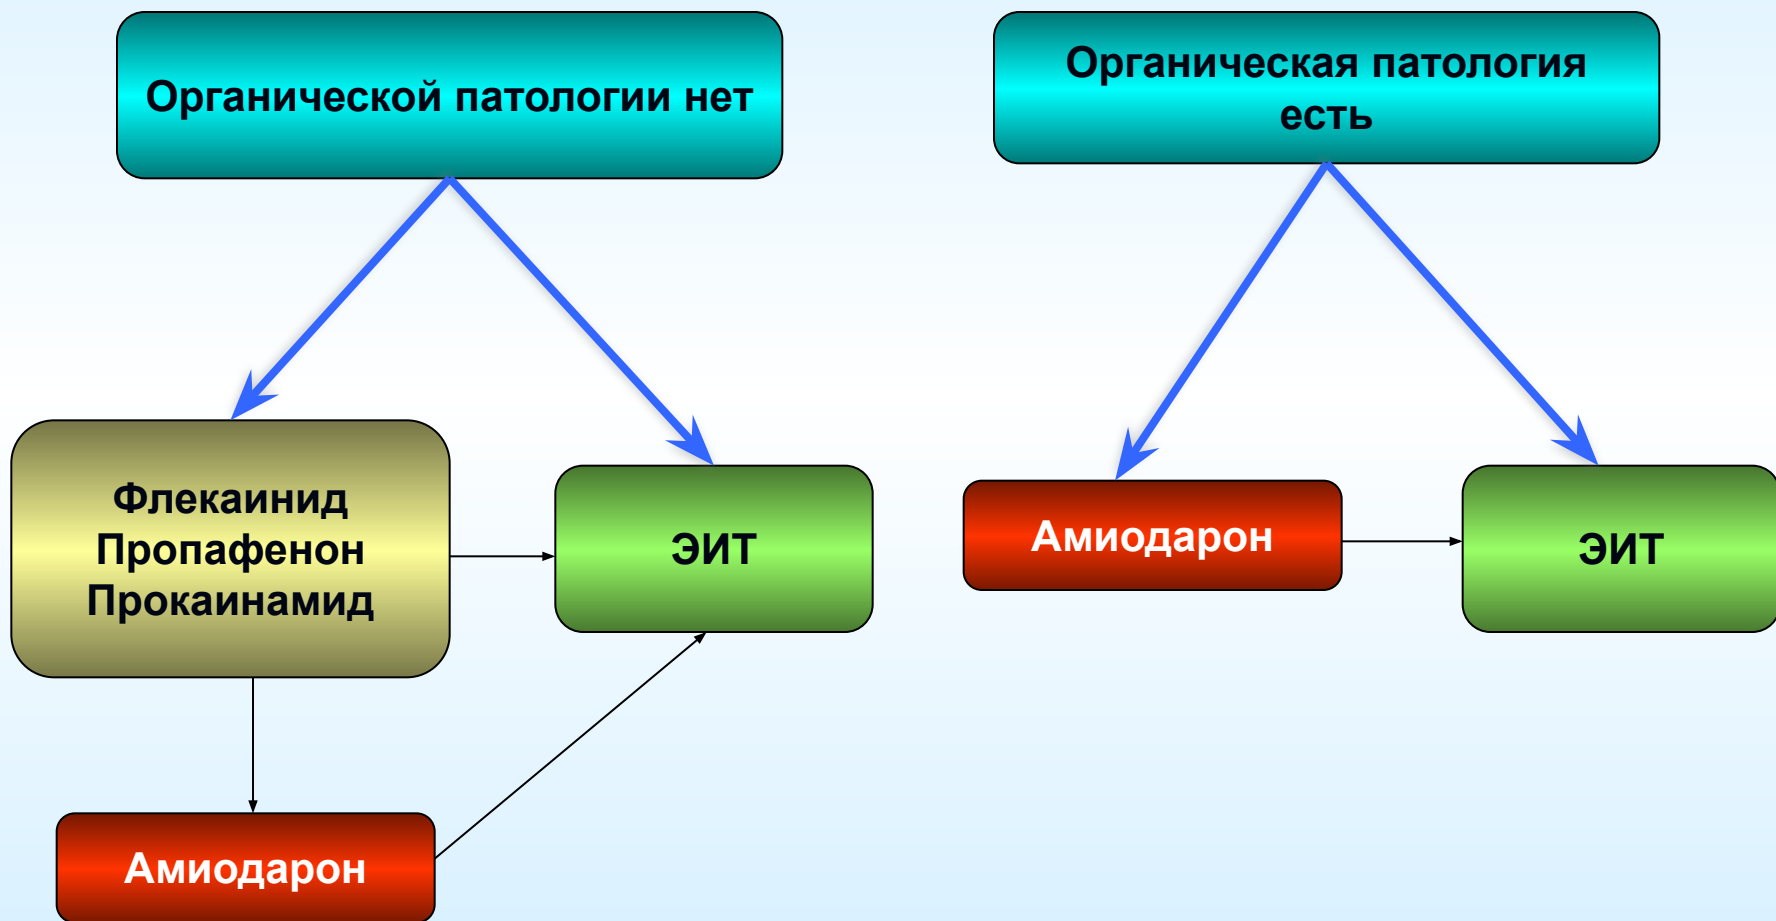 Органической патологии нет
Органическая патология
есть
Флекаинид
Пропафенон
Прокаинамид
ЭИТ
Амиодарон
ЭИТ
Амиодарон